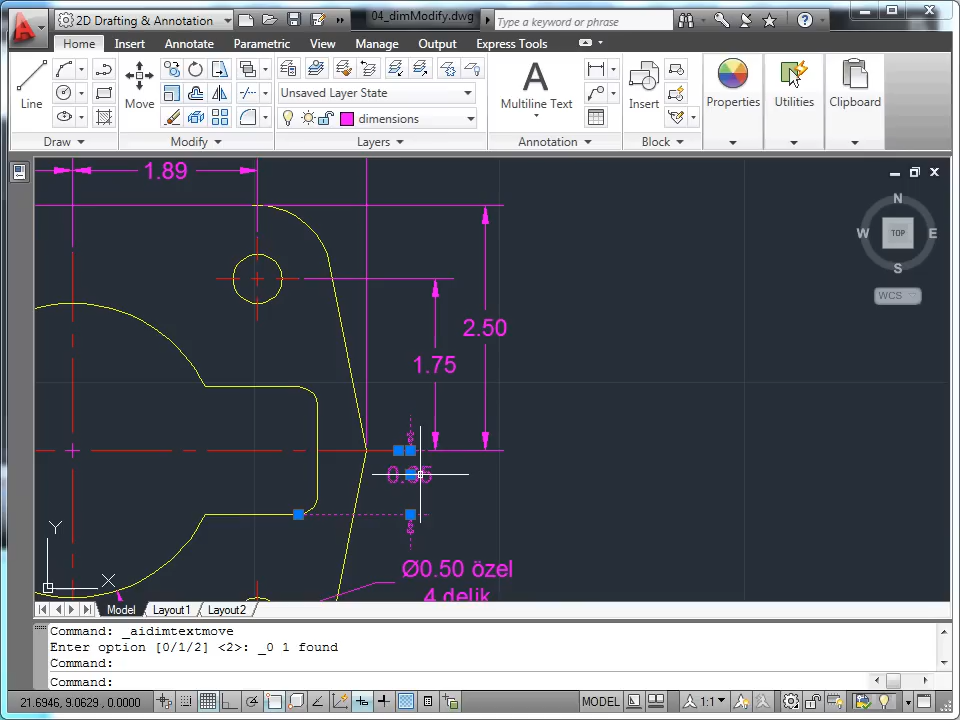 2D Drafting & Annotation
04_dimModify.dwg
Type a keyword or phrase
Home Insert Annotate Parametric View Manage Output Express Tools
Unsaved Layer State
Line Move Multiline Text Insert Properties Utilities Clipboard
dimensions
Draw Modify Layers Annotation Block
1.89
N
W TOP E
S
WCS
2.50
1.75
Y
X
Ø0.50 özel
4 delik
Model Layout1 Layout2
Command: _aidimtextmove
Enter option [0/1/2] <2>: _0 1 found
Command:
Command:
21.6946, 9.0629, 0.0000 MODEL 1:1